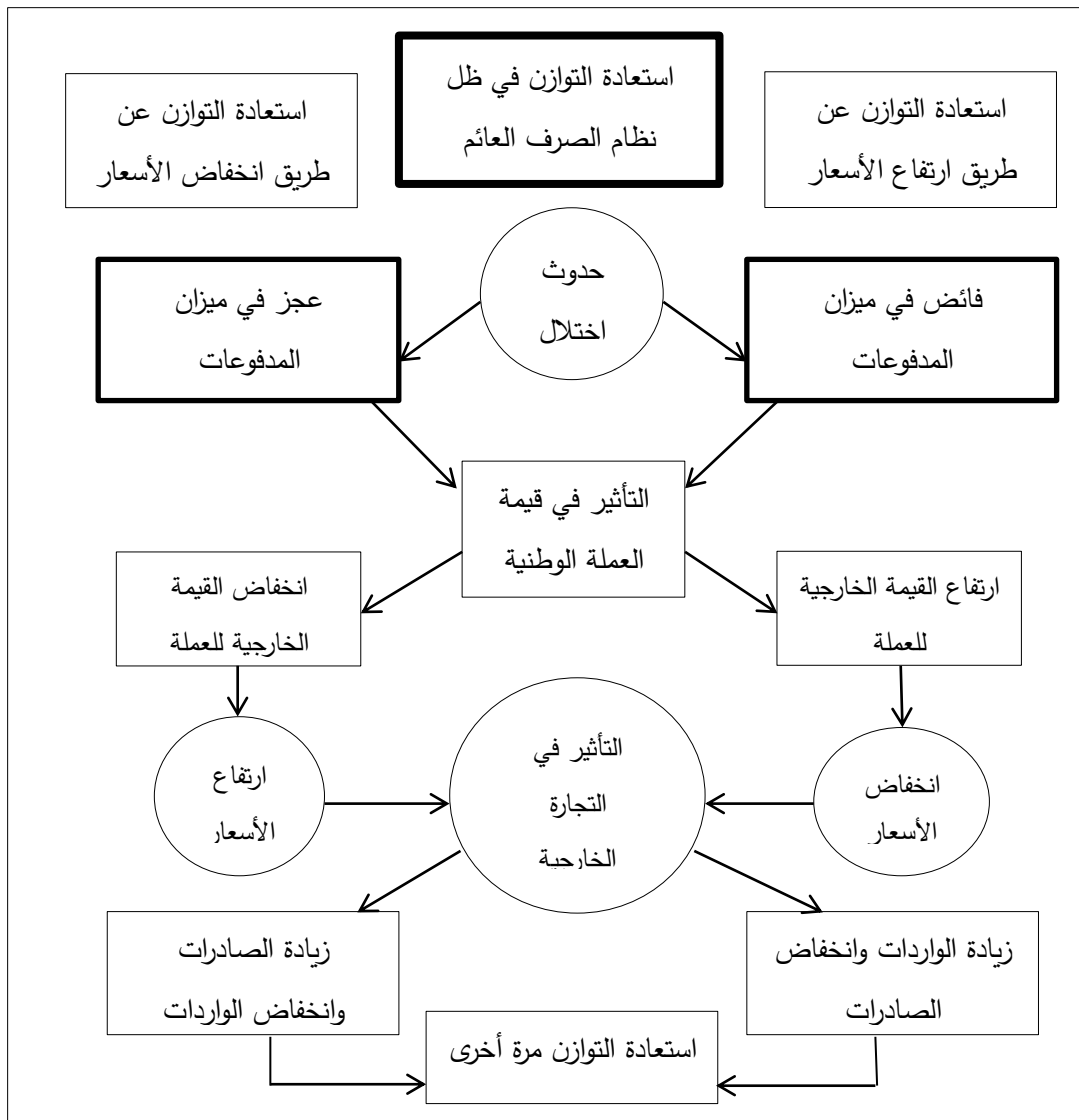 استعادة التوازن في ظل
نظام الصرف العائم
استعادة التوازن عن
طريق ارتفاع الأسعار
استعادة التوازن عن
طريق انخفاض الأسعار
حدوث
اختلال
فائض في ميزان
المدفوعات
عجز في ميزان
المدفوعات
التأثير في قيمة
العملة الوطنية
ارتفاع القيمة الخارجية
للعملة
انخفاض القيمة
الخارجية للعملة
انخفاض
الأسعار
التأثير في
التجارة
الخارجية
ارتفاع
الأسعار
زيادة الواردات وانخفاض
الصادرات
زيادة الصادرات
وانخفاض الواردات
استعادة التوازن مرة أخرى